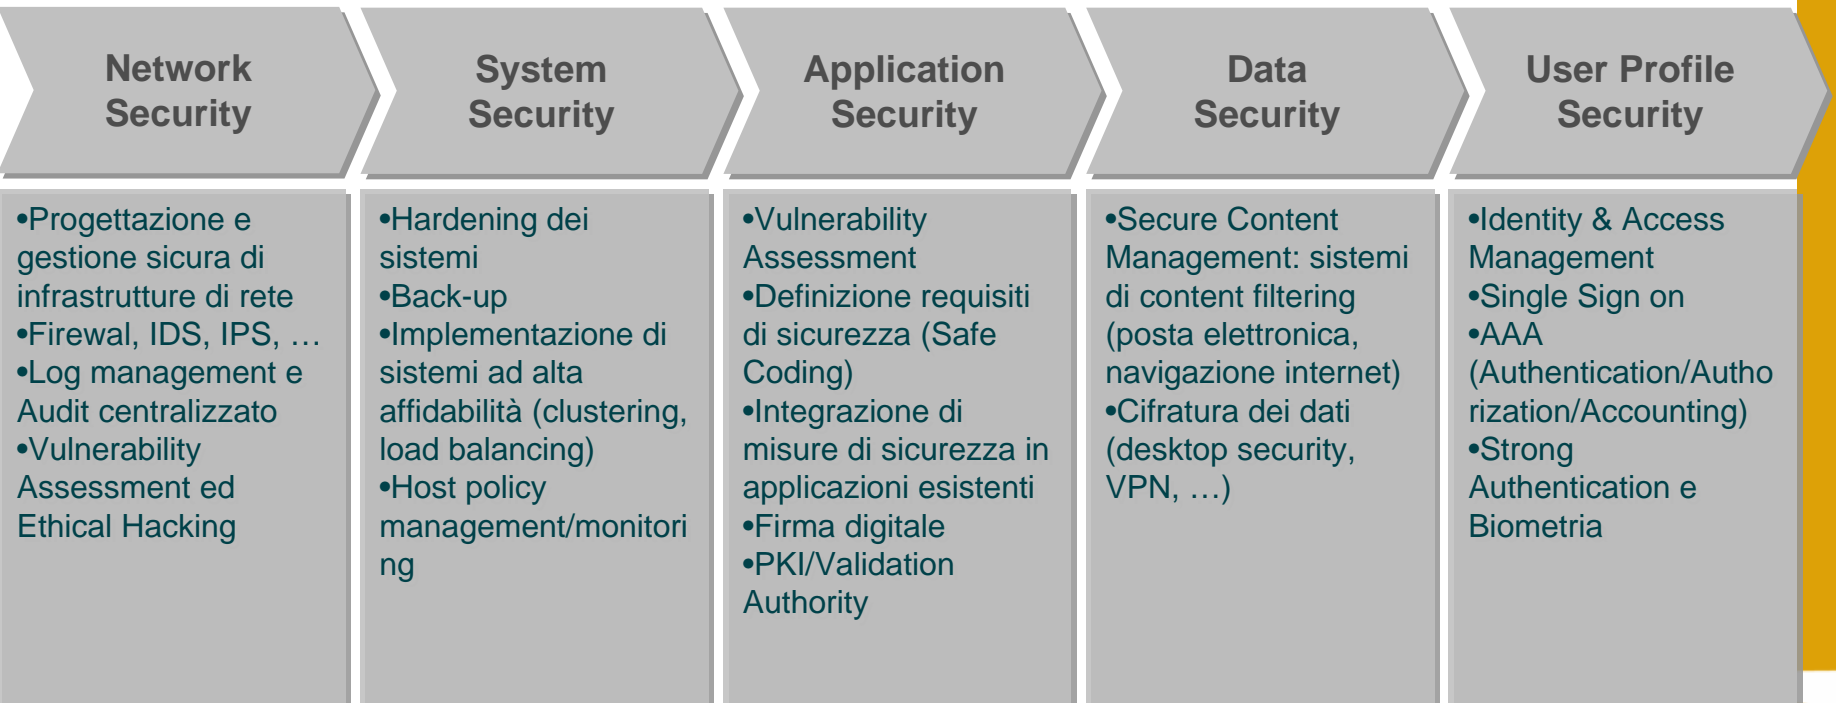 Network
Security
System
Security
Application
Security
Data
Security
User Profile
Security
•Progettazione e
gestione sicura di
infrastrutture di rete
•Firewal, IDS, IPS, …
•Log management e
Audit centralizzato
•Vulnerability
Assessment ed
Ethical Hacking
•Hardening dei
sistemi
•Back-up
•Implementazione di
sistemi ad alta
affidabilità (clustering,
load balancing)
•Host policy
management/monitori
ng
•Vulnerability
Assessment
•Definizione requisiti
di sicurezza (Safe
Coding)
•Integrazione di
misure di sicurezza in
applicazioni esistenti
•Firma digitale
•PKI/Validation
Authority
•Secure Content
Management: sistemi
di content filtering
(posta elettronica,
navigazione internet)
•Cifratura dei dati
(desktop security,
VPN, …)
•Identity & Access
Management
•Single Sign on
•AAA
(Authentication/Autho
rization/Accounting)
•Strong
Authentication e
Biometria